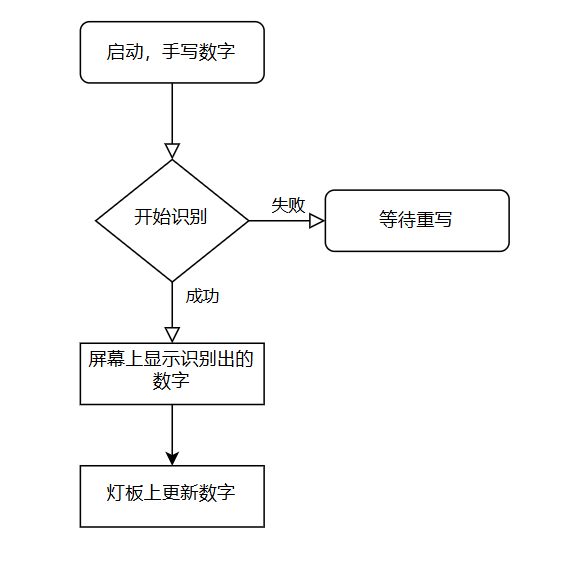 启动，手写数字
开始识别
失败
等待重写
成功
屏幕上显示识别出的
数字
灯板上更新数字